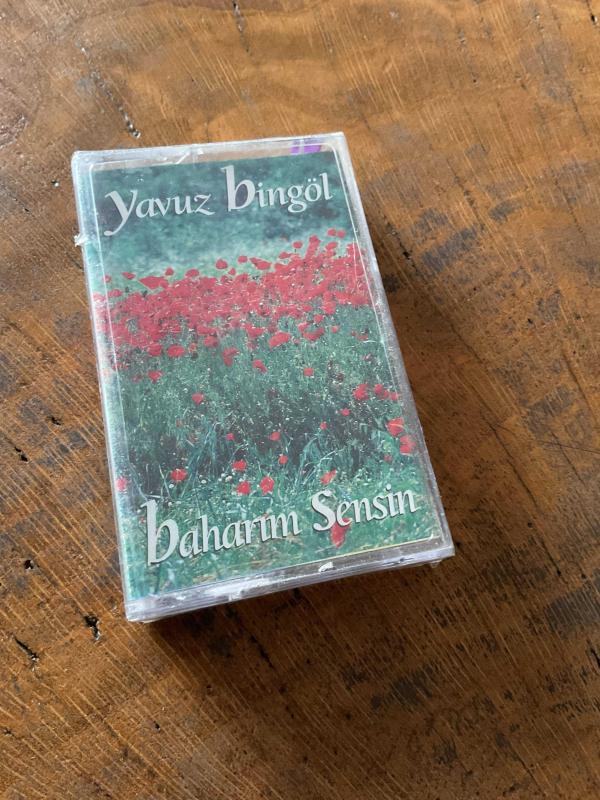 Yavuz bingöl
baharım Sensin